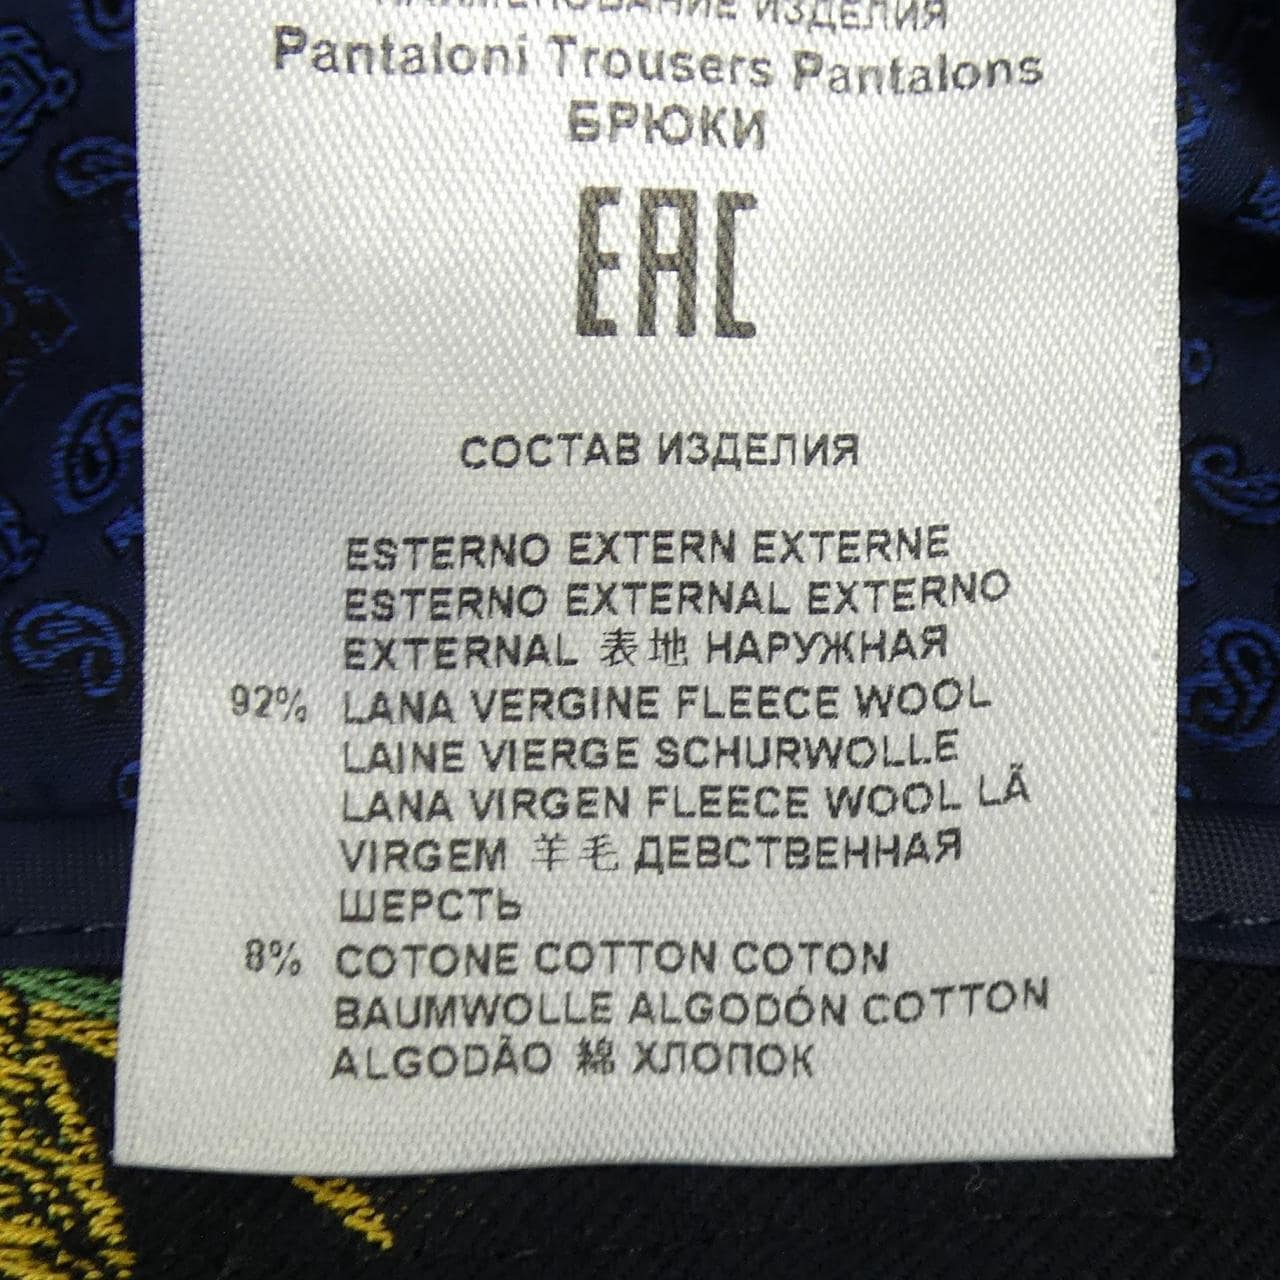 НАИМЕНОВАНИЕ ИЗДЕЛИЯ
Pantaloni Trousers Pantalons
БРЮКИ
EAC
СОСТАВ ИЗДЕЛИЯ
ESTERNO EXTERN EXTERNE
ESTERNO EXTERNAL EXTERNO
EXTERNAL 表地 НАРУЖНАЯ
92% LANA VERGINE FLEECE WOOL
LAINE VIERGE SCHURWOLLE
LANA VIRGEN FLEECE WOOL LÃ
VIRGEM 羊毛 ДЕВСТВЕННАЯ
ШЕРСТЬ
8% COTONE COTTON COTON
BAUMWOLLE ALGODÓN COTTON
ALGODÃO 綿 ХЛОПОК